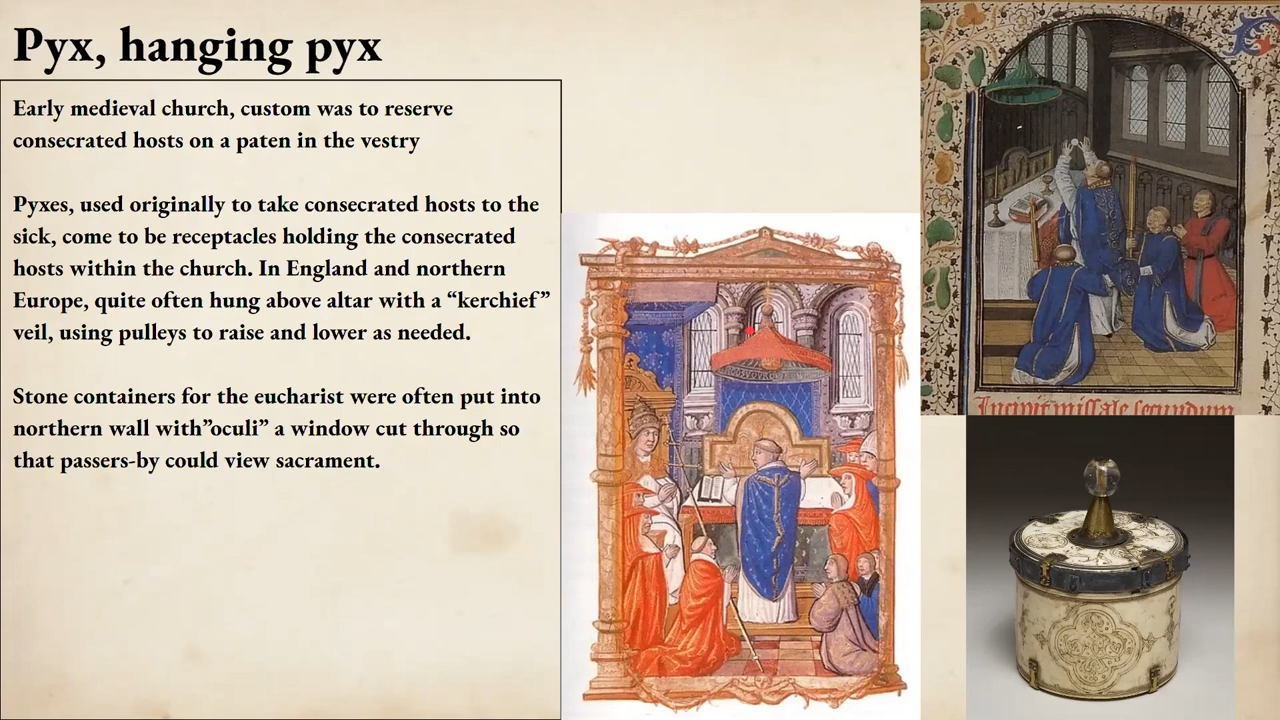 Pyx, hanging pyx
Early medieval church, custom was to reserve
consecrated hosts on a paten in the vestry
Pyxes, used originally to take consecrated hosts to the
sick, come to be receptacles holding the consecrated
hosts within the church. In England and northern
Europe, quite often hung above altar with a “kerchief”
veil, using pulleys to raise and lower as needed.
Stone containers for the eucharist were often put into
northern wall with”oculi” a window cut through so
that passers-by could view sacrament.
Incipit missale secundum